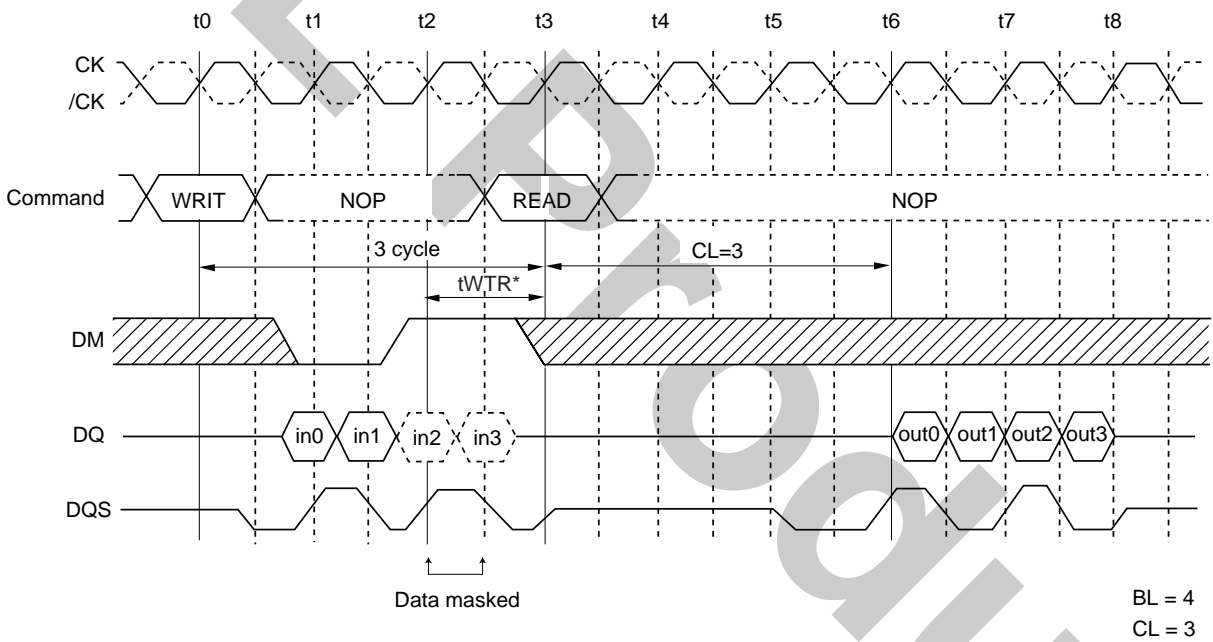 t0 t1 t2 t3 t4 t5 t6 t7 t8
CK
/CK
Command WRIT NOP READ NOP
3 cycle CL=3
tWTR*
DM
DQ in0 in1 in2 in3 out0 out1 out2 out3
DQS
Data masked
BL = 4
CL = 3